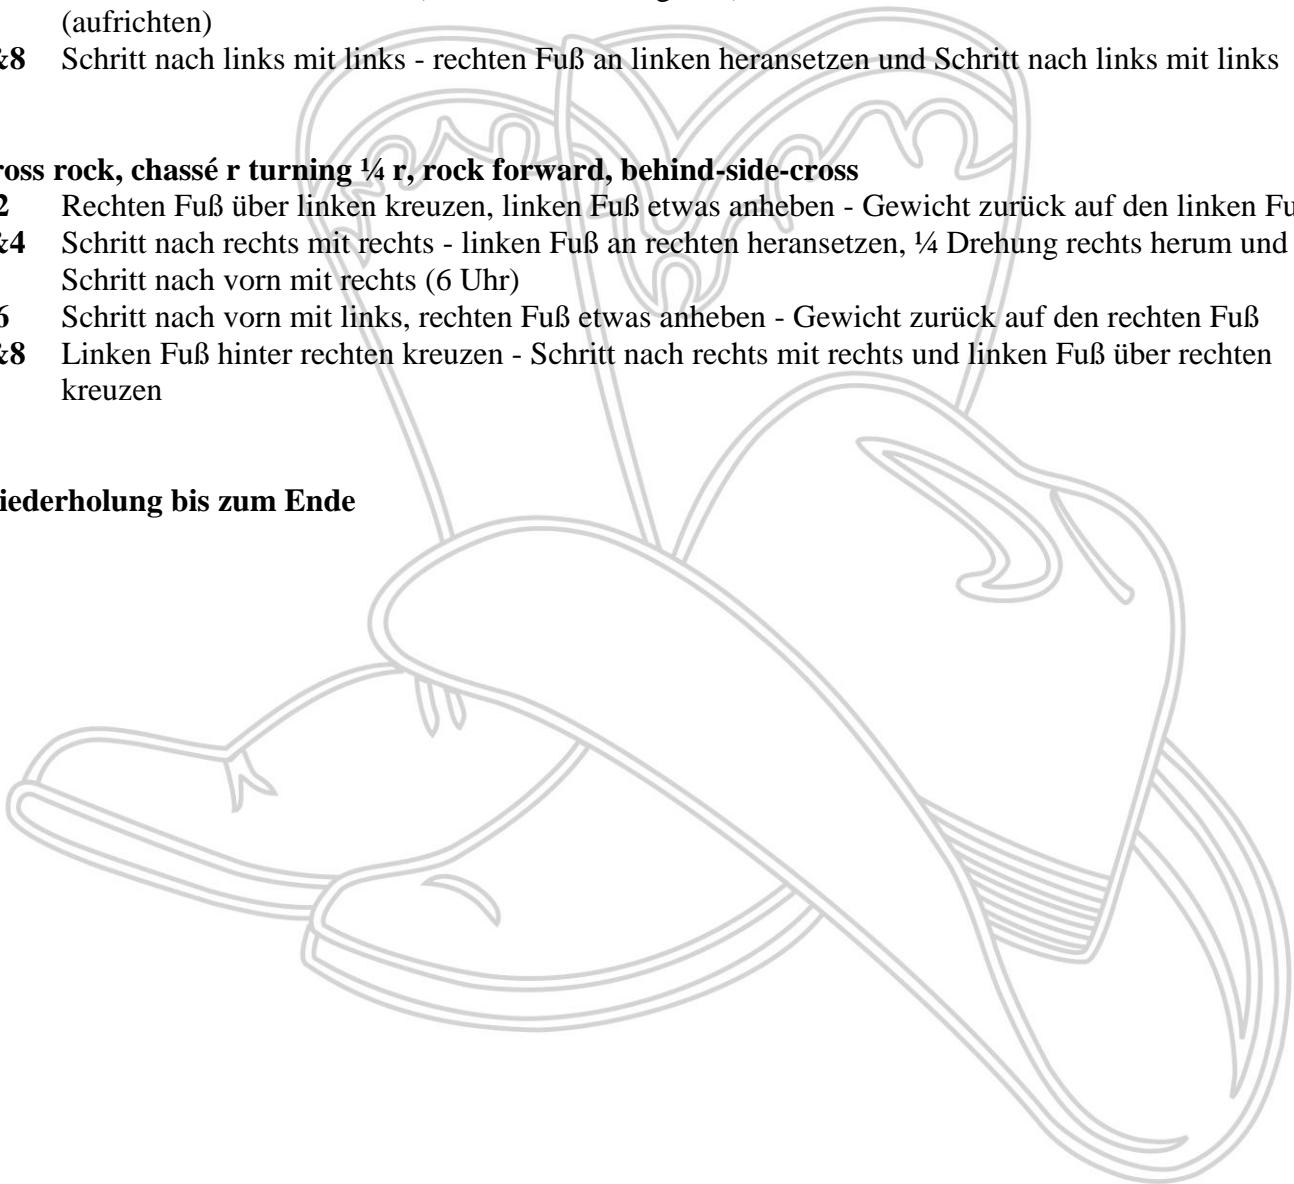 (aufrichten)
&8 Schritt nach links mit links - rechten Fuß an linken heransetzen und Schritt nach links mit links
ross rock, chassé r turning ¼ r, rock forward, behind-side-cross
2 Rechten Fuß über linken kreuzen, linken Fuß etwas anheben - Gewicht zurück auf den linken Fu
&4 Schritt nach rechts mit rechts - linken Fuß an rechten heransetzen, ¼ Drehung rechts herum und
Schritt nach vorn mit rechts (6 Uhr)
6 Schritt nach vorn mit links, rechten Fuß etwas anheben - Gewicht zurück auf den rechten Fuß
&8 Linken Fuß hinter rechten kreuzen - Schritt nach rechts mit rechts und linken Fuß über rechten
kreuzen
iederholung bis zum Ende